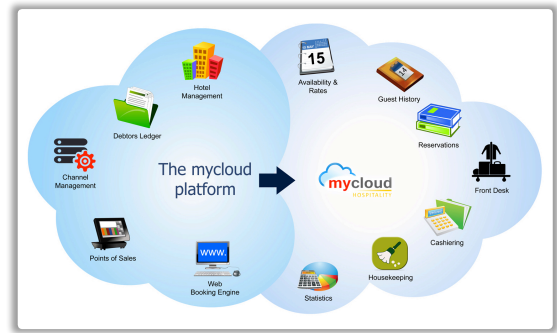 Hotel
Management
15
Availability &
Rates
14
Guest History
Debtors Ledger
Reservations
Channel
Management
The mycloud
platform
mycloud
HOSPITALITY
Front Desk
Points of Sales
www.
Web
Booking Engine
Statistics
Housekeeping
Cashiering